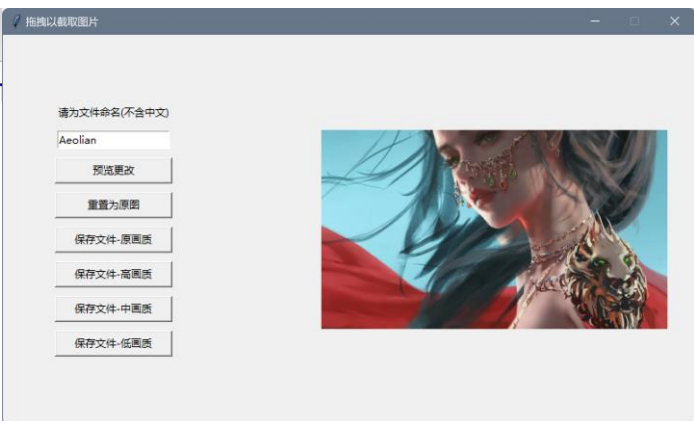 拖拽以截取图片
请为文件命名(不含中文)
Aeolian
预览更改
重置为原图
保存文件-原画质
保存文件-高画质
保存文件-中画质
保存文件-低画质